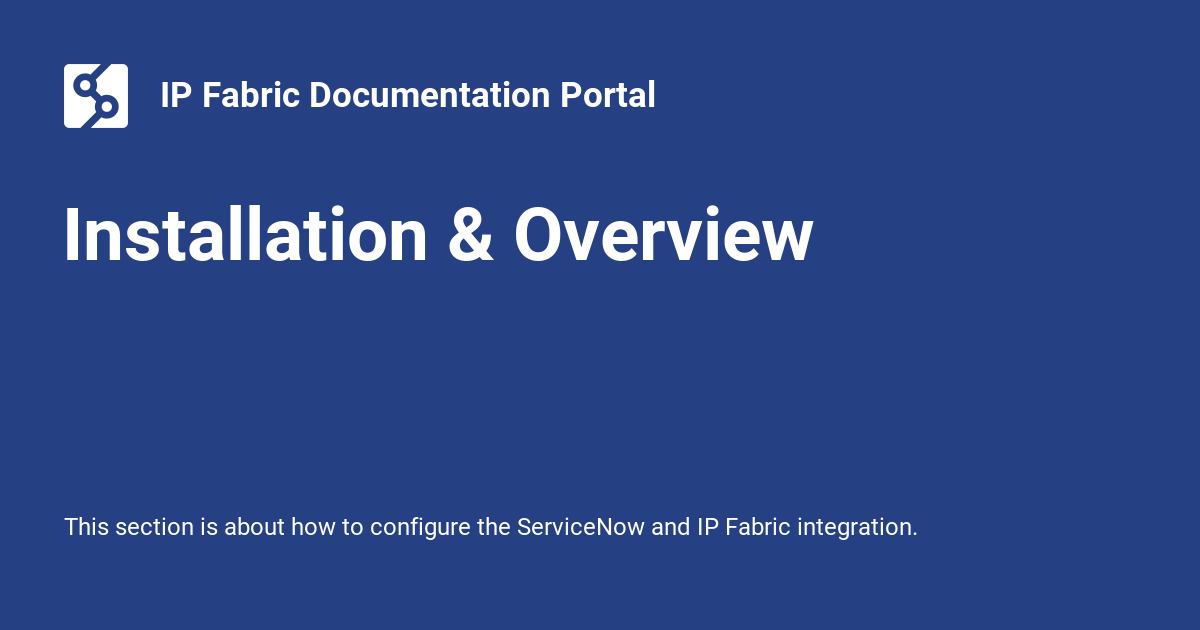 IP Fabric Documentation Portal
Installation & Overview
This section is about how to configure the ServiceNow and IP Fabric integration.